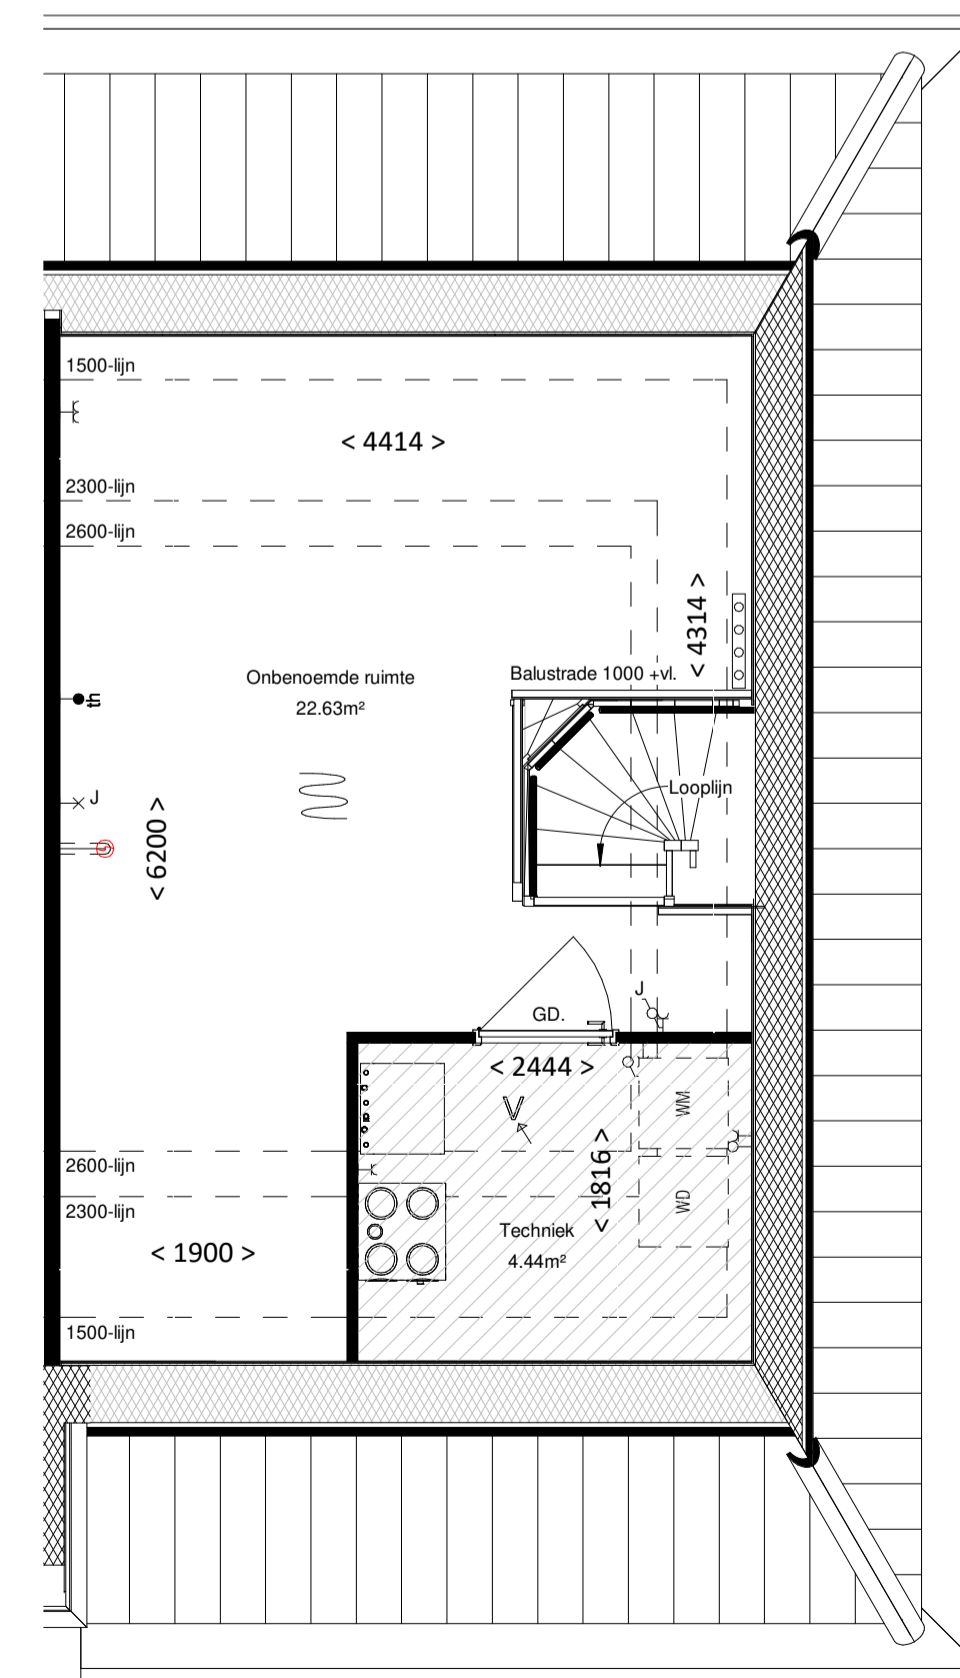 1500-lijn
< 4414 >
2300-lijn
2600-lijn
< 4314 >
Onbenoemde ruimte
22.63m²
Balustrade 1000 +vl.
Looplijn
J
< 6200 >
J
GD.
< 2444 >
WM
V
< 1816 >
2600-lijn
2300-lijn
WD
Techniek
4.44m²
< 1900 >
1500-lijn